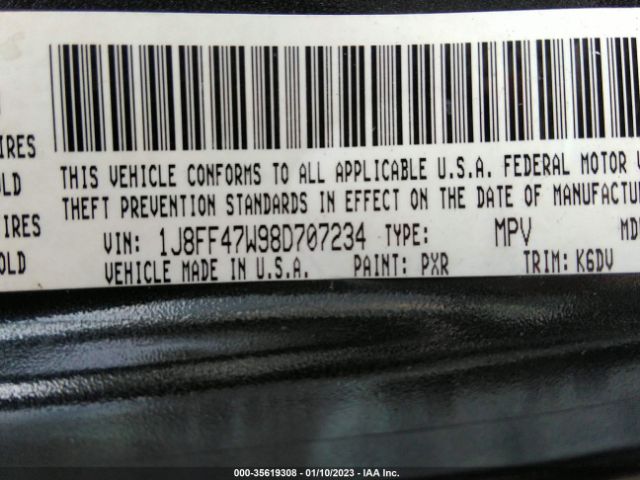 IRES
THIS VEHICLE CONFORMS TO ALL APPLICABLE U.S.A. FEDERAL MOTOR
OLD
THEFT PREVENTION STANDARDS IN EFFECT ON THE DATE OF MANUFACTU
IRES
VIN: 1J8FF47W98D707234 TYPE: MPV
OLD
VEHICLE MADE IN U.S.A. PAINT: PXR TRIM: K6DV
000-35619308 - 01/10/2023 - IAA Inc.